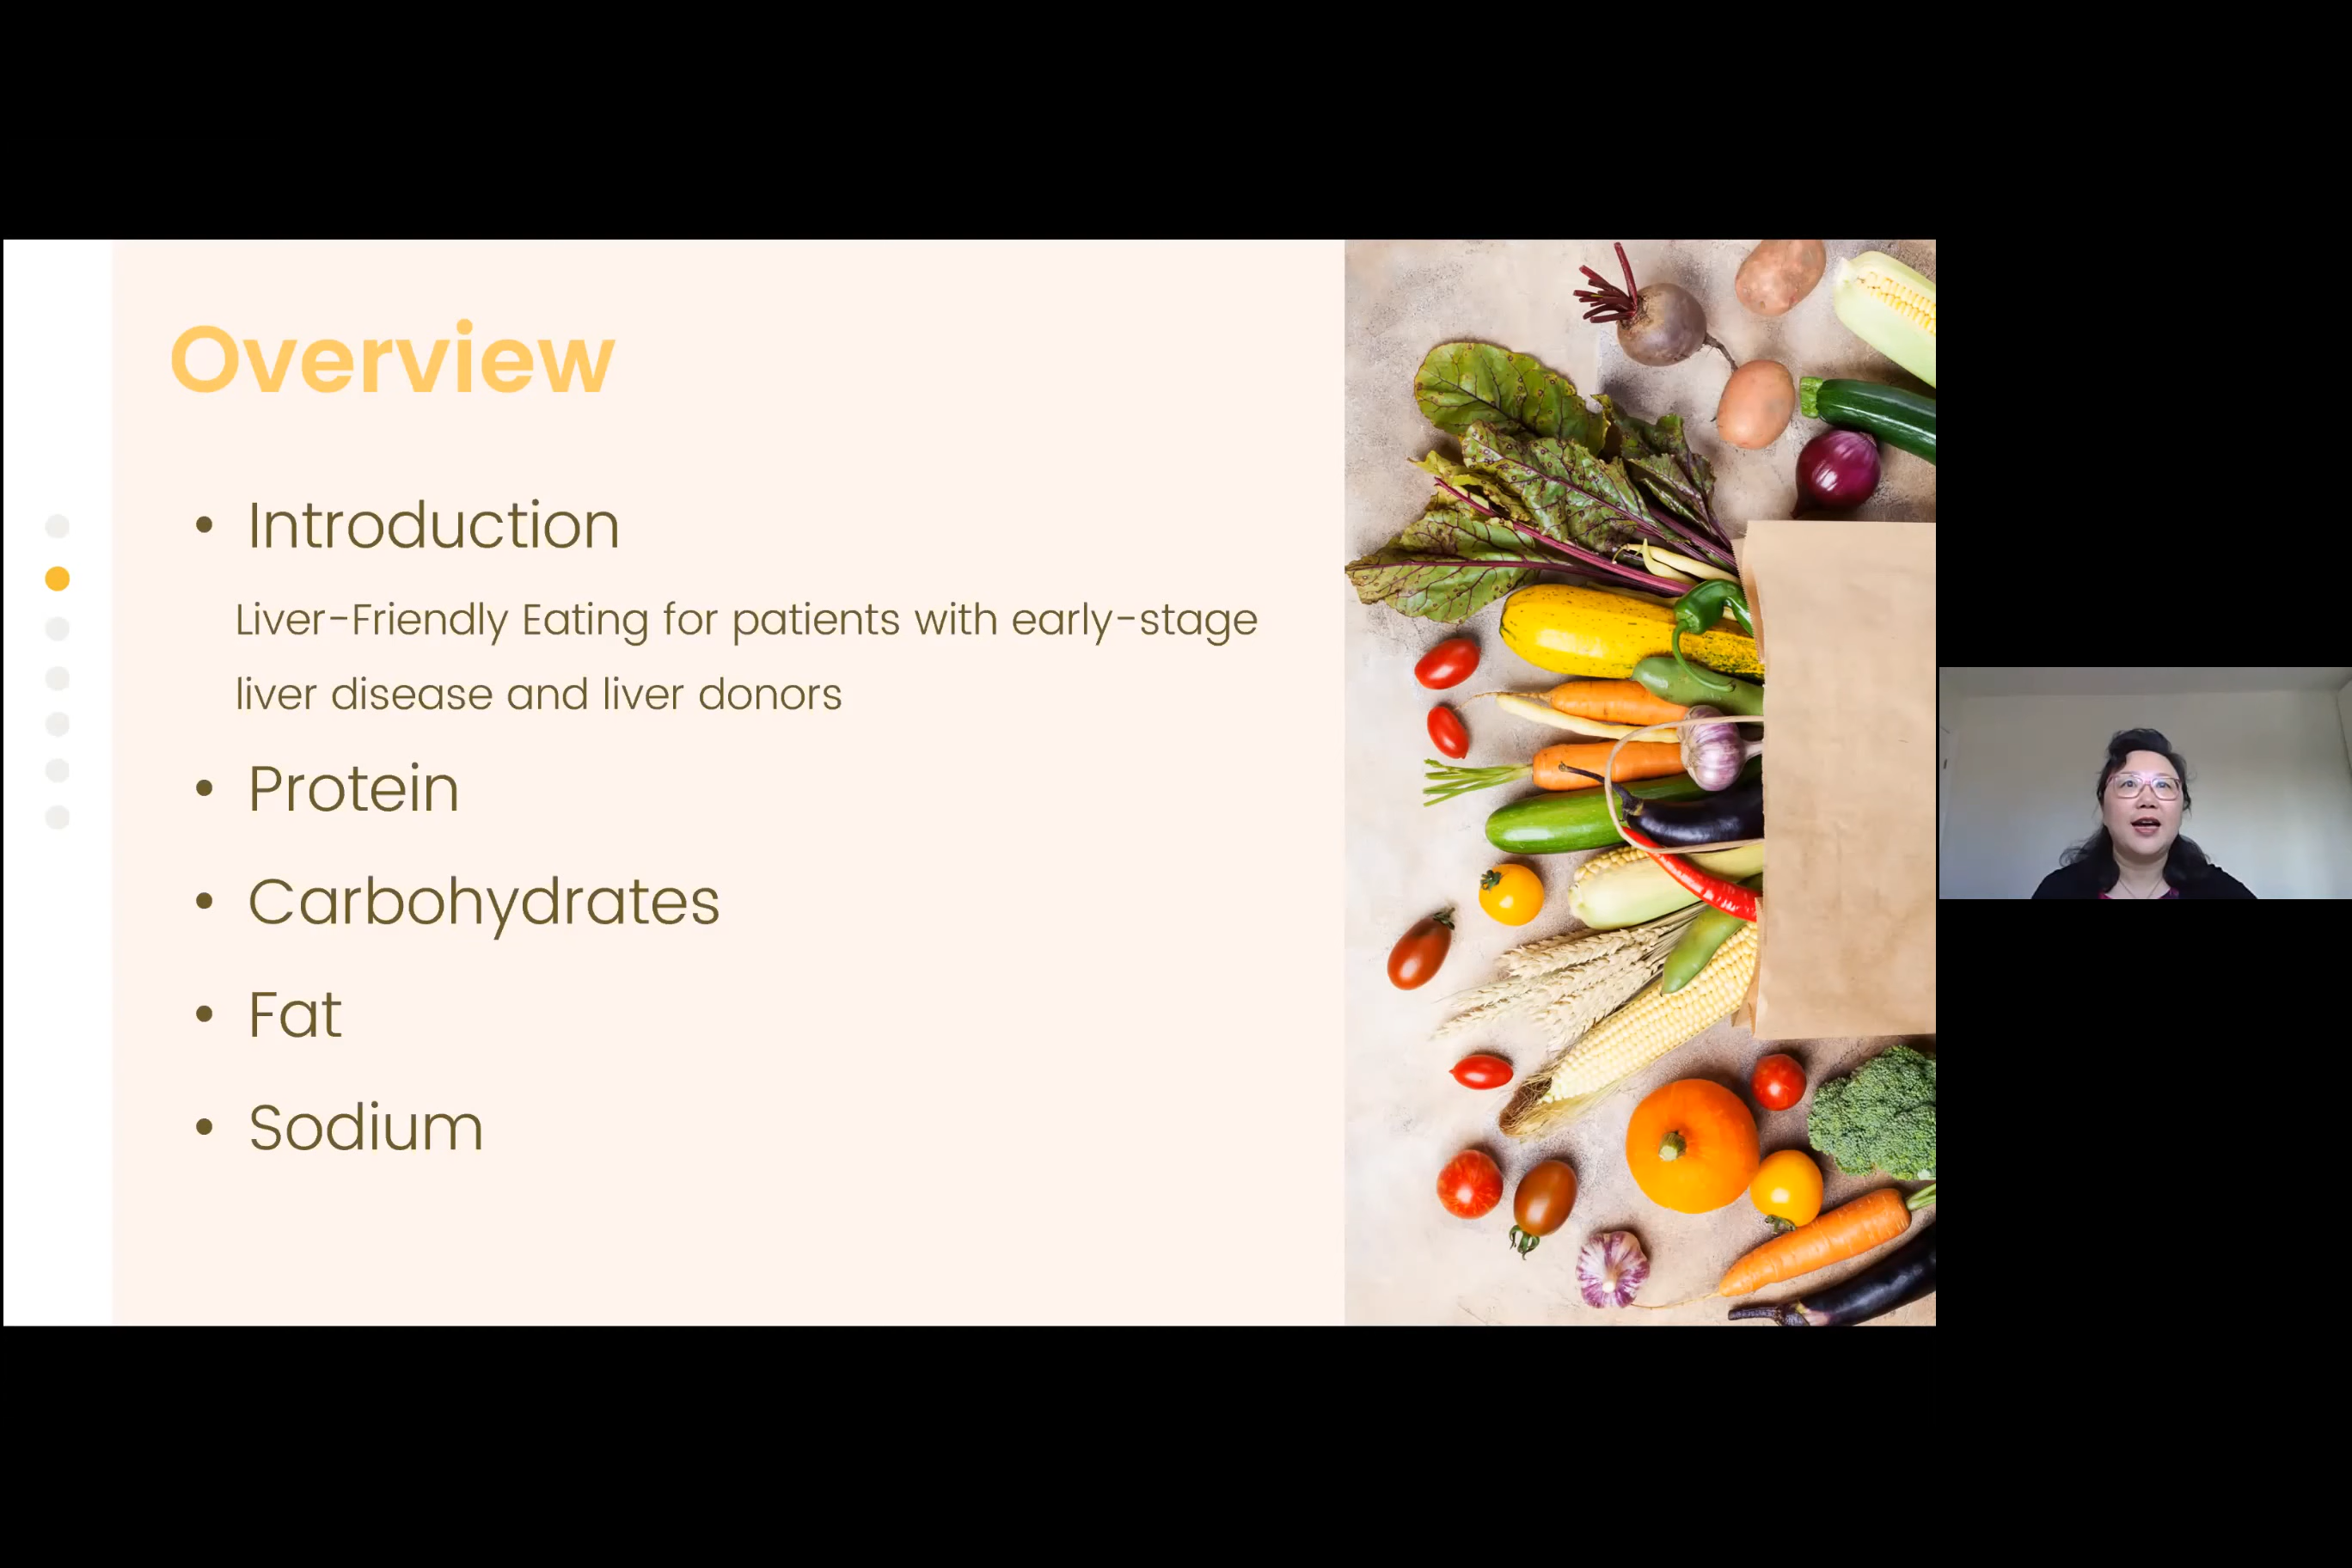 Overview
• Introduction
Liver-Friendly Eating for patients with early-stage
liver disease and liver donors
• Protein
• Carbohydrates
• Fat
• Sodium